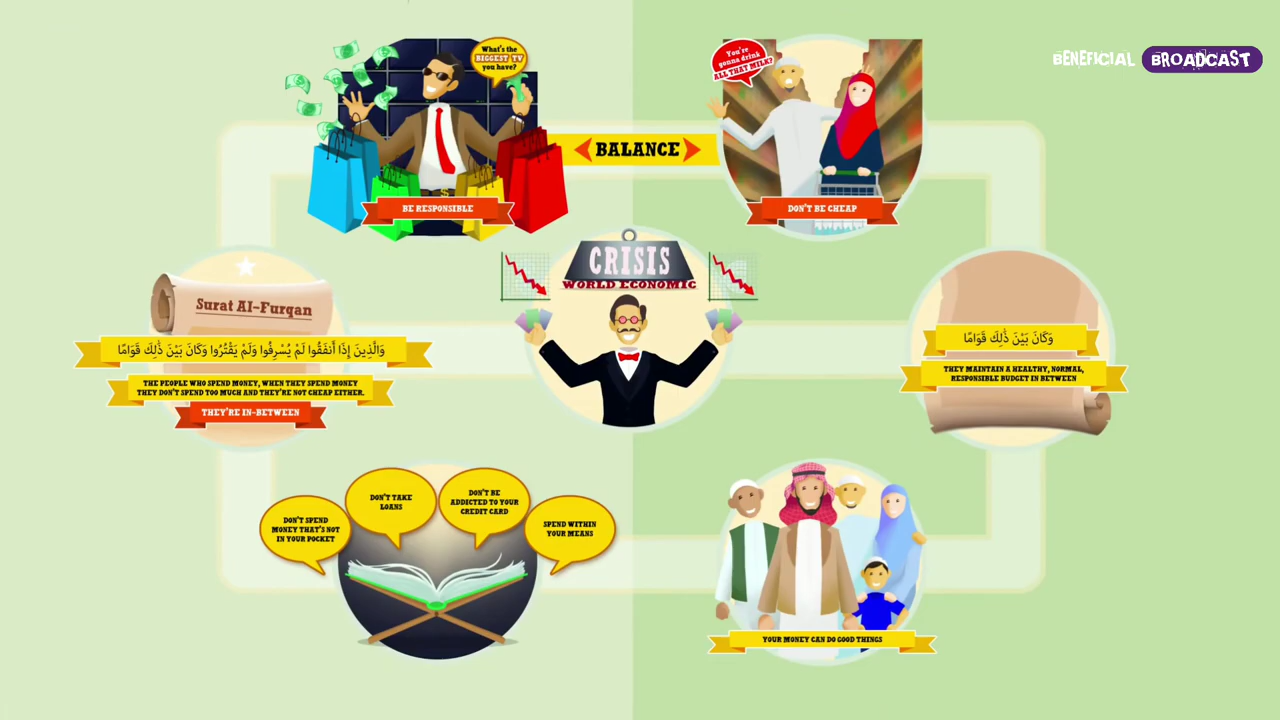 BENEFICIAL BROADCAST
What's the
BIGGEST TV
you have?
You're
gonna drink
ALL THAT MILK?
BALANCE
BE RESPONSIBLE
DON'T BE CHEAP
CRISIS
WORLD ECONOMIC
Surat Al-Furqan
وَالَّذِينَ إِذَا أَنفَقُوا لَمْ يُسْرِفُوا وَلَمْ يَقْتُرُوا وَكَانَ بَيْنَ ذَٰلِكَ قَوَامًا
THE PEOPLE WHO SPEND MONEY, WHEN THEY SPEND MONEY
THEY DON'T SPEND TOO MUCH AND THEY'RE NOT CHEAP EITHER.
THEY'RE IN-BETWEEN
وَكَانَ بَيْنَ ذَٰلِكَ قَوَامًا
THEY MAINTAIN A HEALTHY, NORMAL,
RESPONSIBLE BUDGET IN BETWEEN
DON'T SPEND
MONEY THAT'S NOT
IN YOUR POCKET
DON'T TAKE
LOANS
DON'T BE
ADDICTED TO YOUR
CREDIT CARD
SPEND WITHIN
YOUR MEANS
YOUR MONEY CAN DO GOOD THINGS